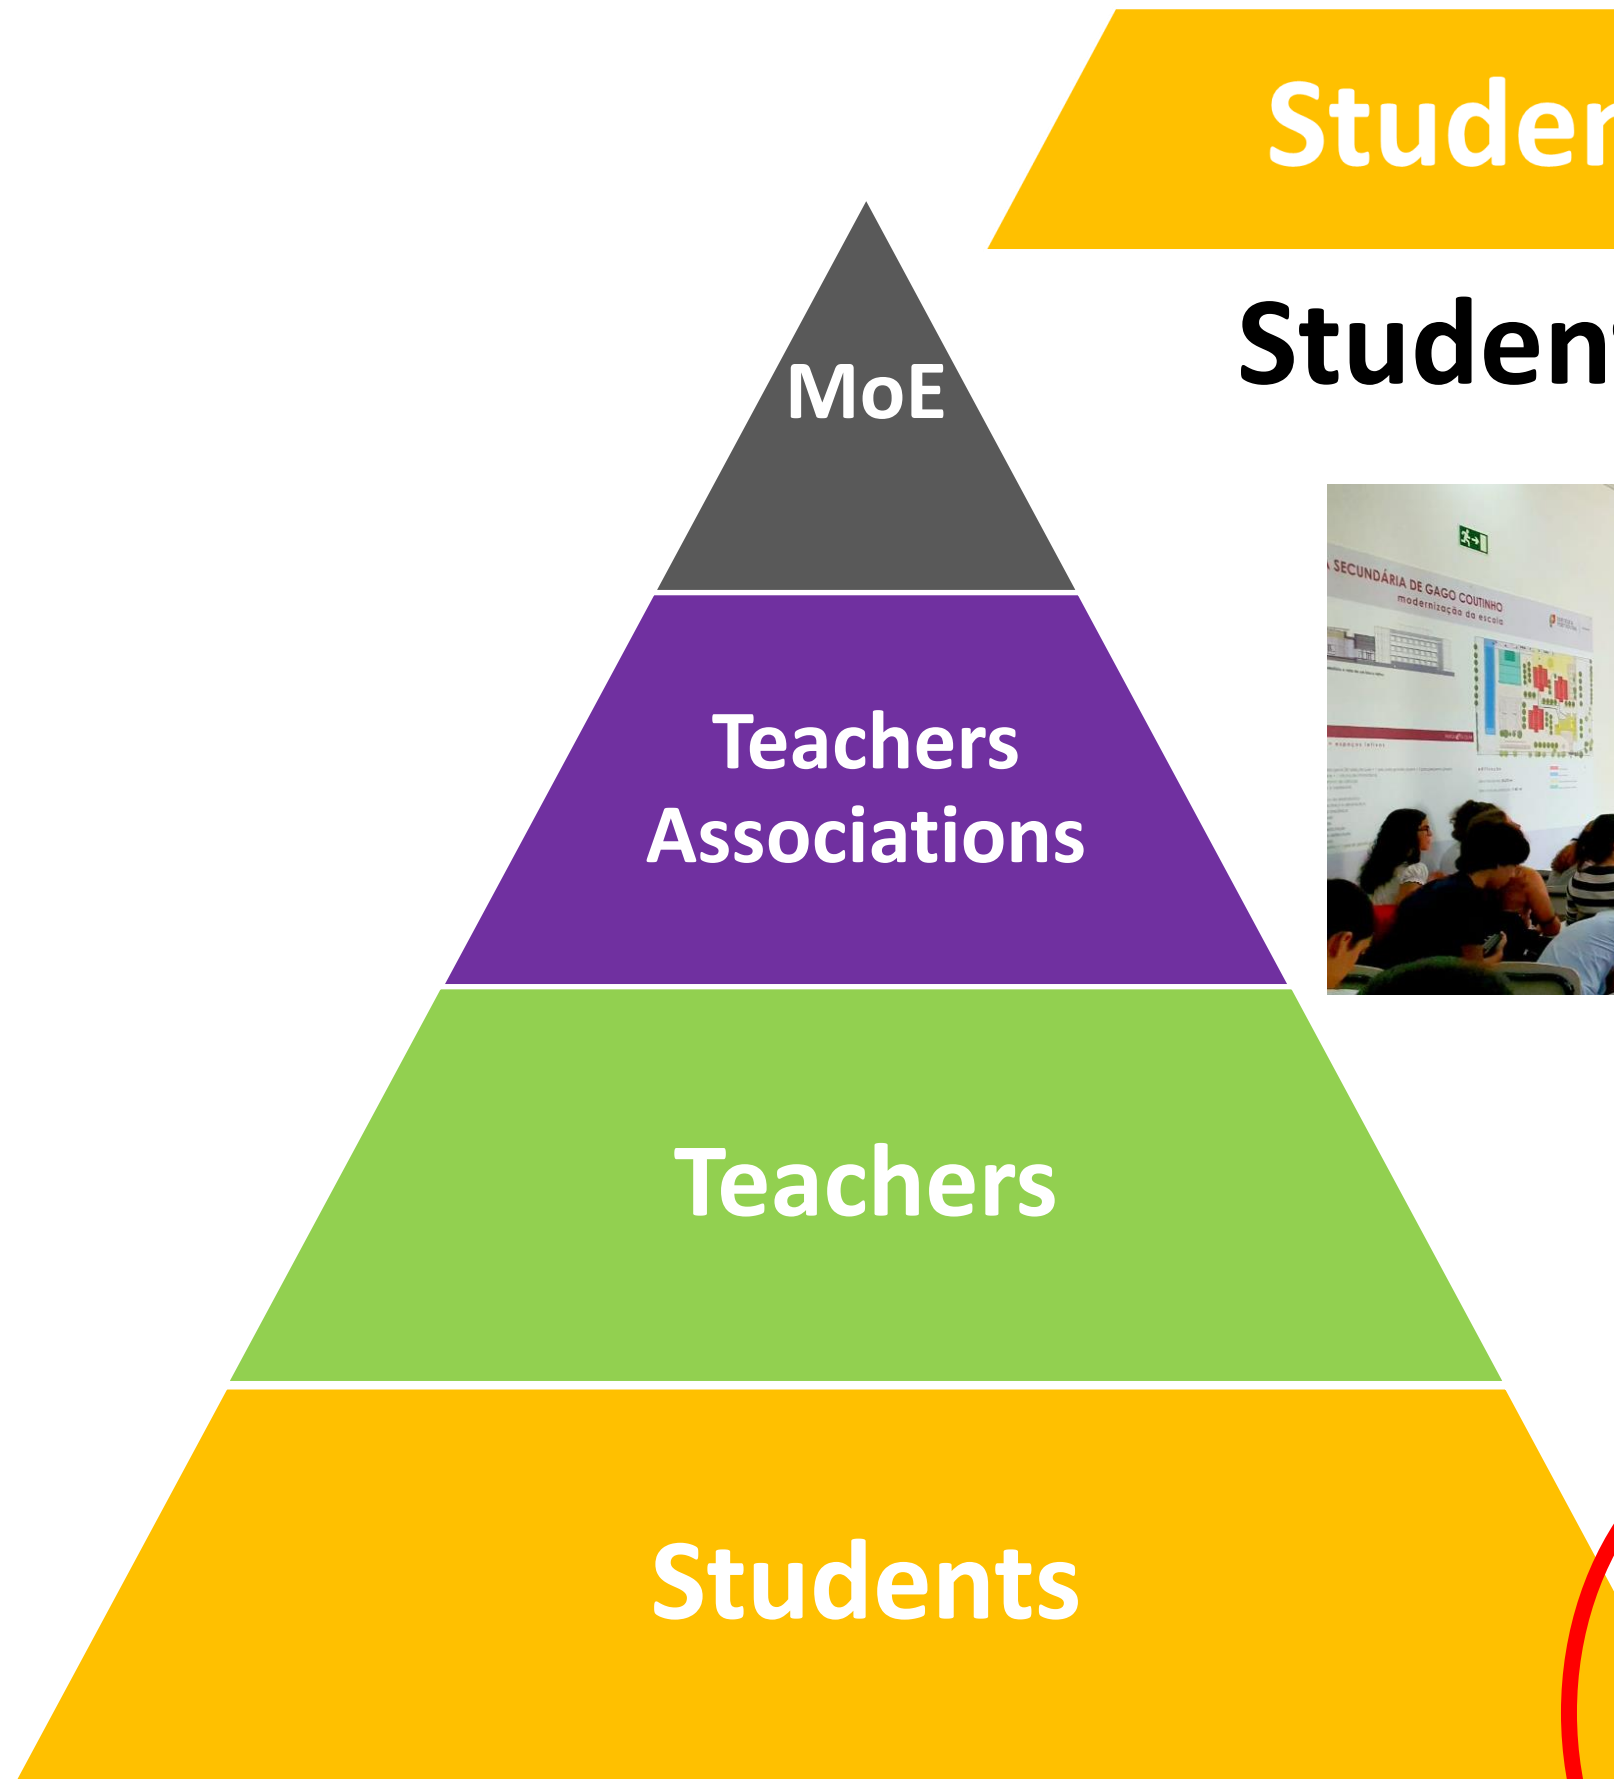 Studen
Student
MoE
SECUNDÁRIA DE GAGO COUTINHO
modernização da escola
Teachers
Associations
Teachers
Students